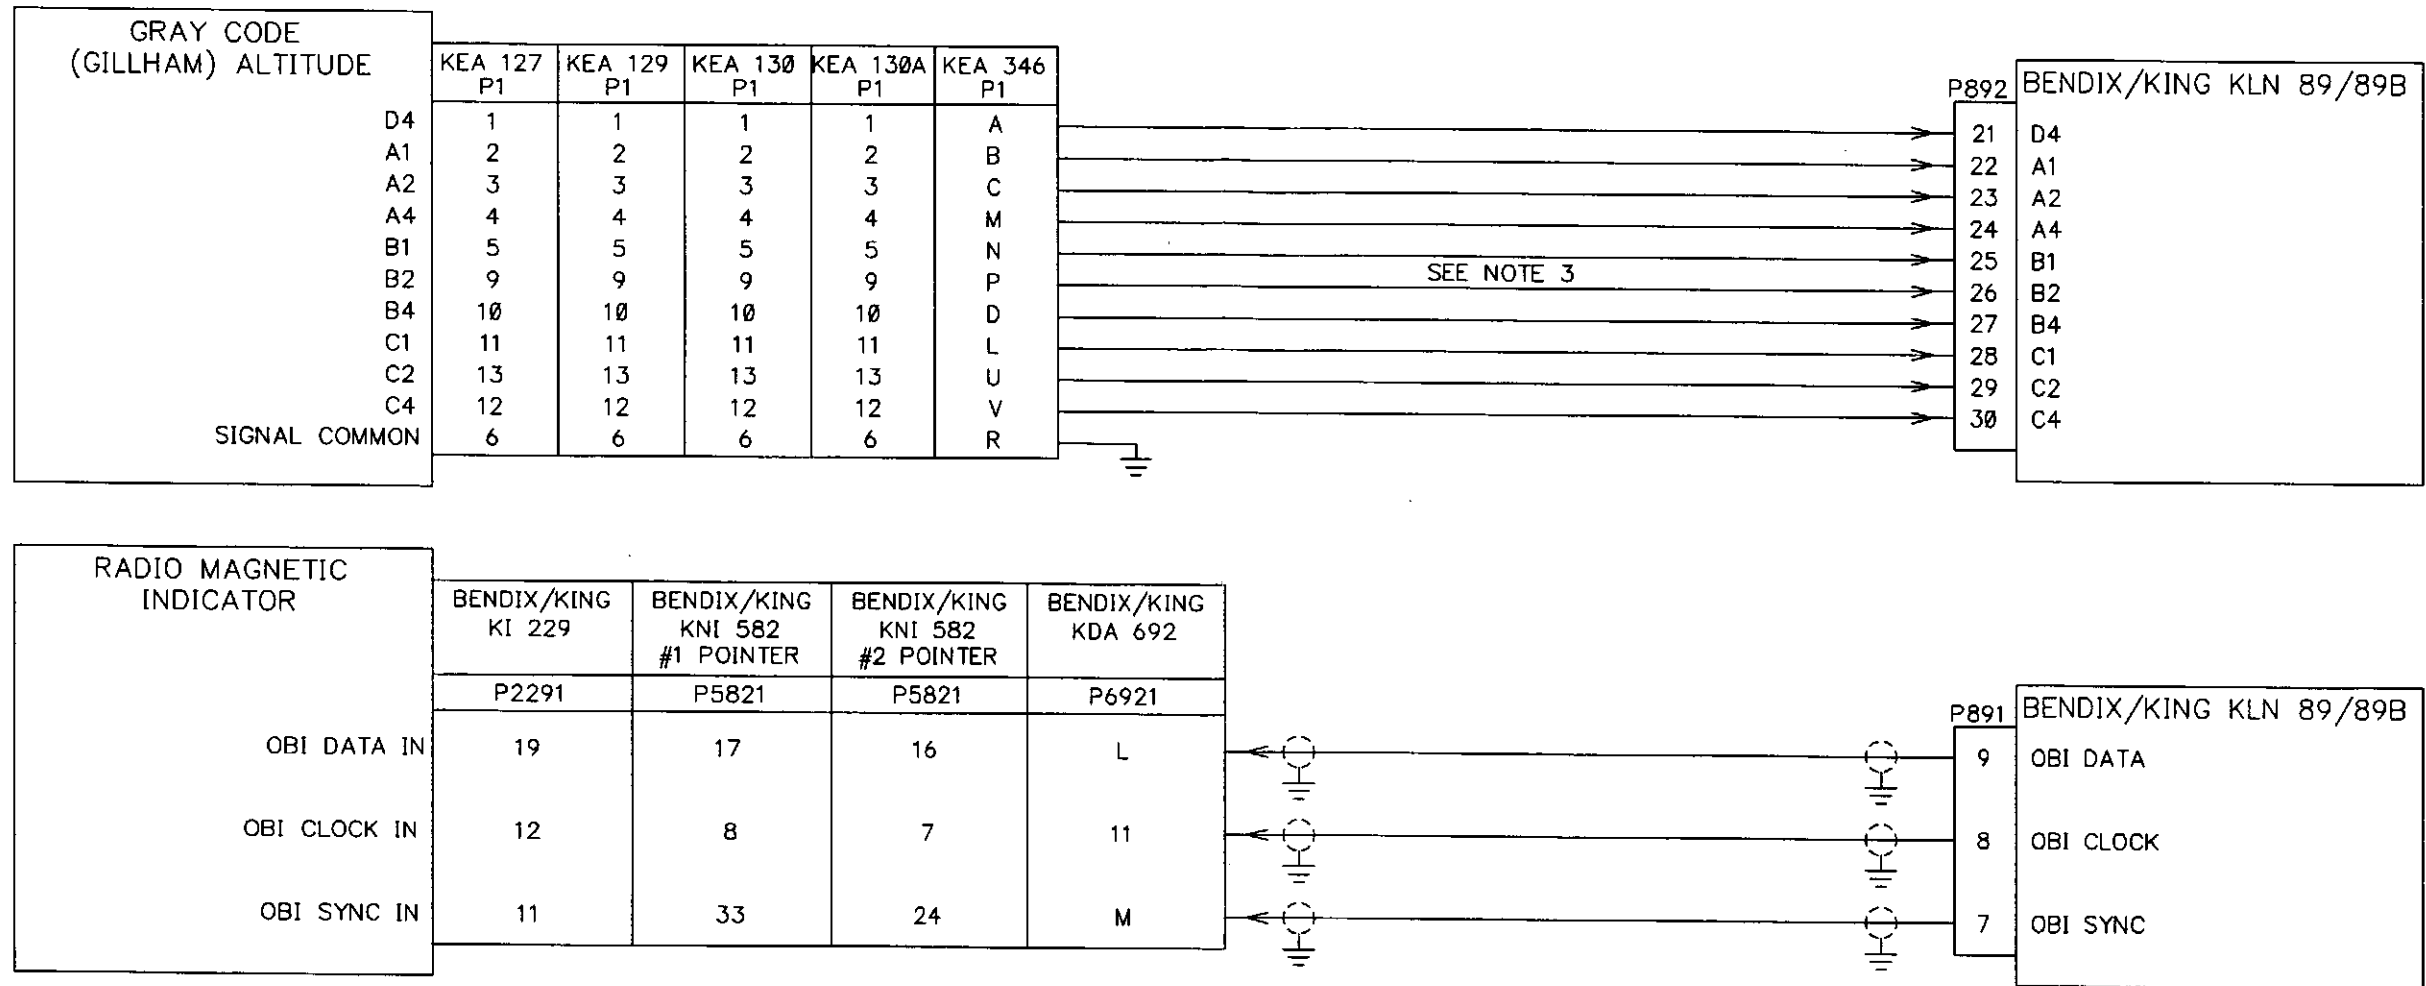 GRAY CODE
(GILLHAM) ALTITUDE
KEA 127 KEA 129 KEA 130 KEA 130A KEA 346
P1 P1 P1 P1 P1
P892 BENDIX/KING KLN 89/89B
D4 1 1 1 1 A 21 D4
A1 2 2 2 2 B 22 A1
A2 3 3 3 3 C 23 A2
A4 4 4 4 4 M 24 A4
B1 5 5 5 5 N 25 B1
SEE NOTE 3
B2 9 9 9 9 P 26 B2
B4 10 10 10 10 D 27 B4
C1 11 11 11 11 L 28 C1
C2 13 13 13 13 U 29 C2
C4 12 12 12 12 V 30 C4
SIGNAL COMMON 6 6 6 6 R
RADIO MAGNETIC
INDICATOR
BENDIX/KING BENDIX/KING BENDIX/KING BENDIX/KING
KI 229 KNI 582 KNI 582 KDA 692
#1 POINTER #2 POINTER
P2291 P5821 P5821 P6921
P891 BENDIX/KING KLN 89/89B
OBI DATA IN 19 17 16 L 9 OBI DATA
OBI CLOCK IN 12 8 7 11 8 OBI CLOCK
OBI SYNC IN 11 33 24 M 7 OBI SYNC